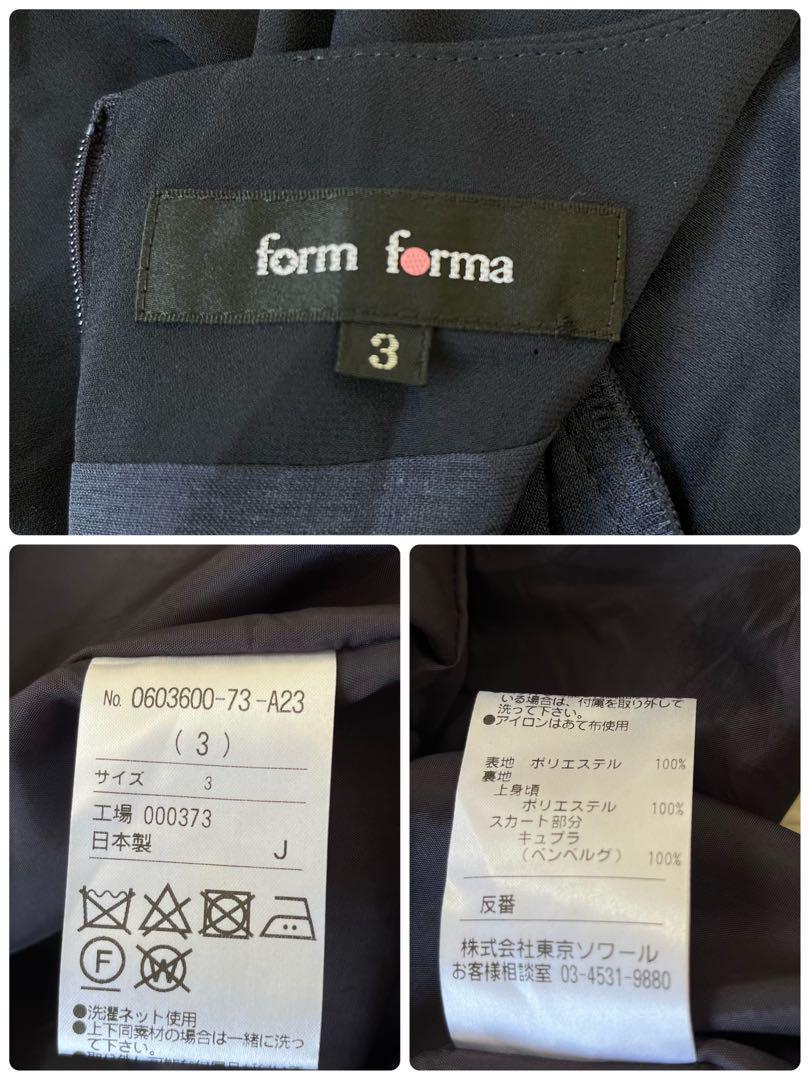 form forma
3
No. 0603600-73-A23
(3)
サイズ 3
工場 000373
日本製 J
F
W
●洗濯ネット使用
●上下同素材の場合は一緒に洗っ
て下さい。
いる場合は、付属を取り外して
洗って下さい。
●アイロンはあて布使用
表地 ポリエステル 100%
裏地
上身頃
ポリエステル 100%
スカート部分
キュプラ
(ベンベルグ) 100%
反番
株式会社東京ソワール
お客様相談室 03-4531-9880